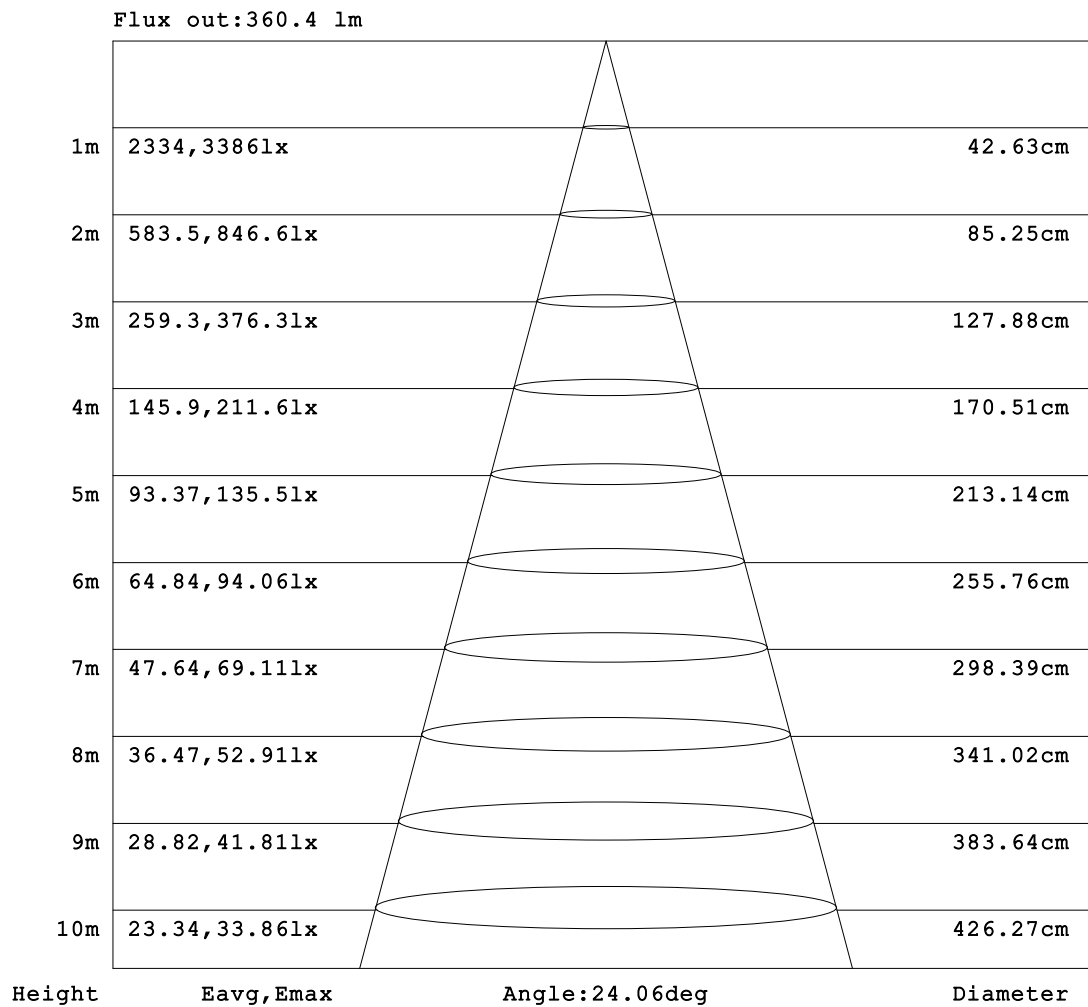 Flux out:360.4 lm
1m 2334,3386lx 42.63cm
2m 583.5,846.6lx 85.25cm
3m 259.3,376.3lx 127.88cm
4m 145.9,211.6lx 170.51cm
5m 93.37,135.5lx 213.14cm
6m 64.84,94.06lx 255.76cm
7m 47.64,69.11lx 298.39cm
8m 36.47,52.91lx 341.02cm
9m 28.82,41.81lx 383.64cm
10m 23.34,33.86lx 426.27cm
Height Eavg,Emax Angle:24.06deg Diameter